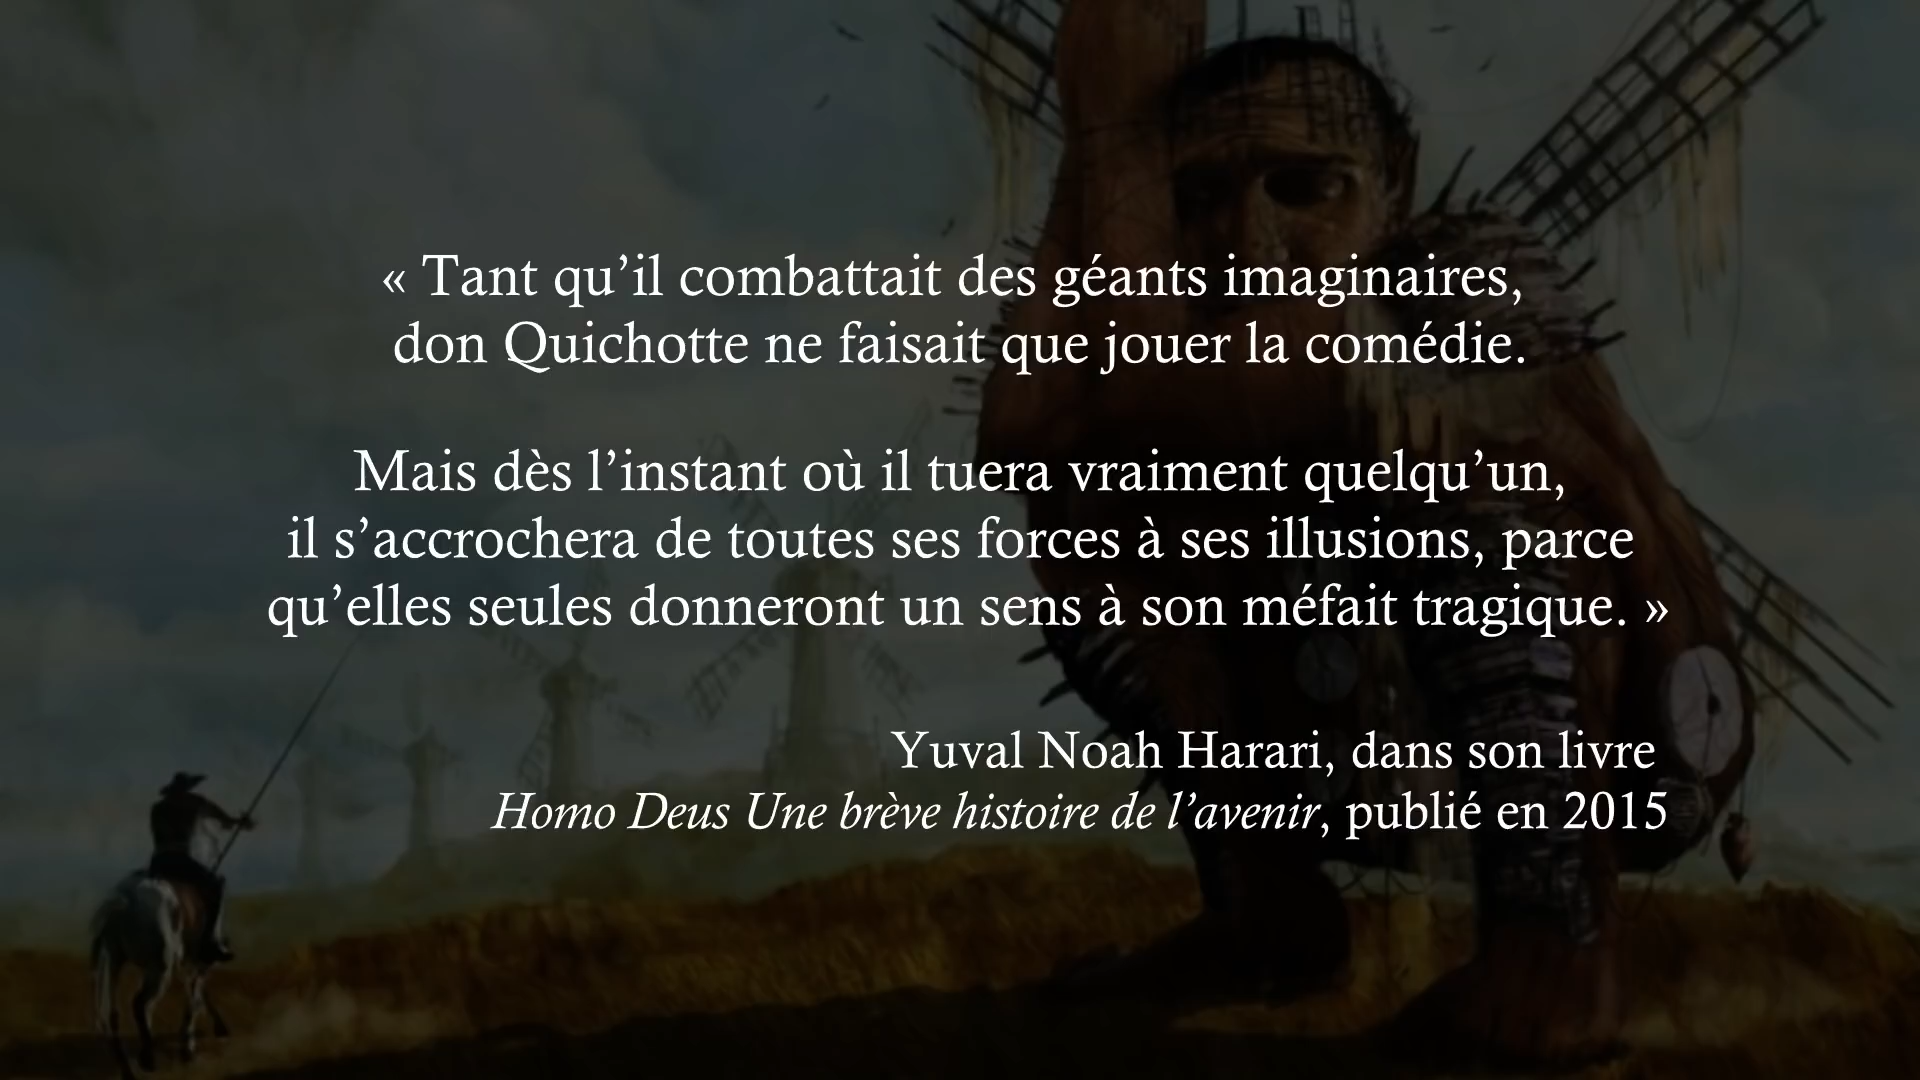 « Tant qu’il combattait des géants imaginaires,
don Quichotte ne faisait que jouer la comédie.
Mais dès l’instant où il tuera vraiment quelqu’un,
il s’accrochera de toutes ses forces à ses illusions, parce
qu’elles seules donneront un sens à son méfait tragique. »
Yuval Noah Harari, dans son livre
Homo Deus Une brève histoire de l’avenir, publié en 2015